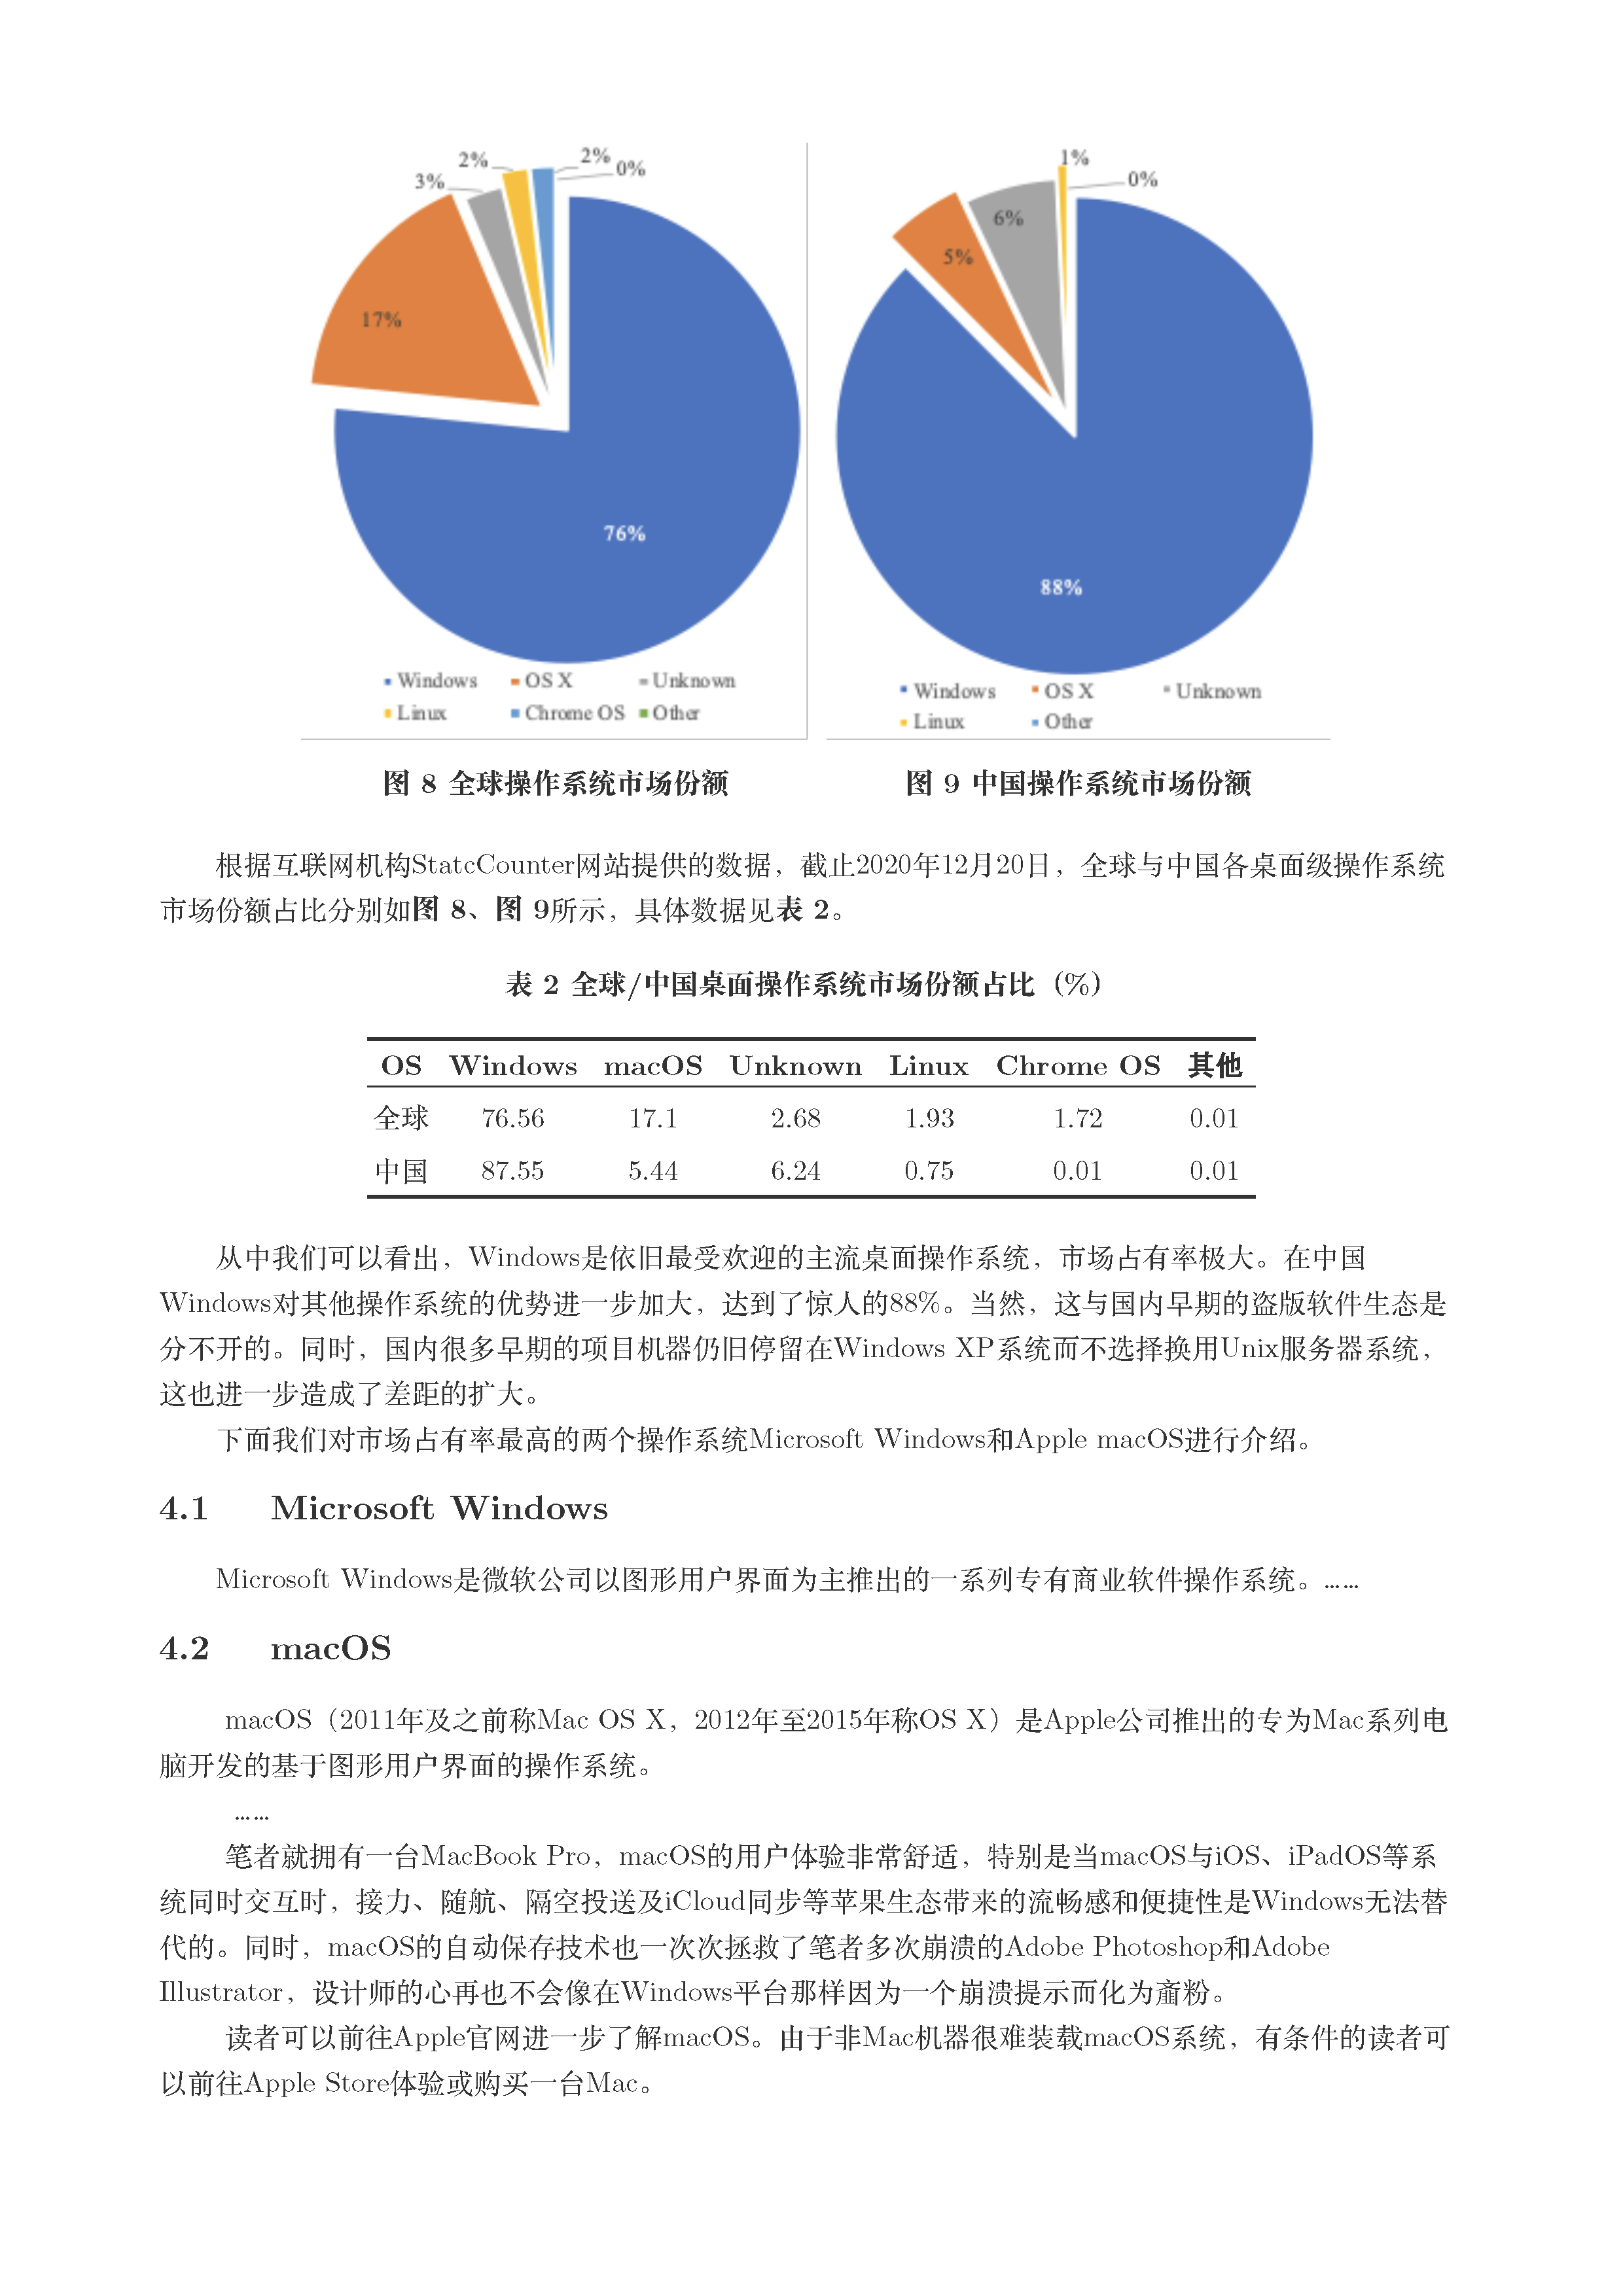 3%
2%
2%
0%
17%
76%
Windows OS X Unknown
Linux Chrome OS Other
1%
0%
6%
5%
88%
Windows OS X Unknown
Linux Other
图 8 全球操作系统市场份额
图 9 中国操作系统市场份额
根据互联网机构StatcCounter网站提供的数据，截止2020年12月20日，全球与中国各桌面级操作系统
市场份额占比分别如图 8、图 9所示，具体数据见表 2。
表 2 全球/中国桌面操作系统市场份额占比（%）
OS Windows macOS Unknown Linux Chrome OS 其他
全球 76.56 17.1 2.68 1.93 1.72 0.01
中国 87.55 5.44 6.24 0.75 0.01 0.01
从中我们可以看出，Windows是依旧最受欢迎的主流桌面操作系统，市场占有率极大。在中国
Windows对其他操作系统的优势进一步加大，达到了惊人的88%。当然，这与国内早期的盗版软件生态是
分不开的。同时，国内很多早期的项目机器仍旧停留在Windows XP系统而不选择换用Unix服务器系统，
这也进一步造成了差距的扩大。
下面我们对市场占有率最高的两个操作系统Microsoft Windows和Apple macOS进行介绍。
4.1 Microsoft Windows
Microsoft Windows是微软公司以图形用户界面为主推出的一系列专有商业软件操作系统。……
4.2 macOS
macOS（2011年及之前称Mac OS X，2012年至2015年称OS X）是Apple公司推出的专为Mac系列电
脑开发的基于图形用户界面的操作系统。
……
笔者就拥有一台MacBook Pro，macOS的用户体验非常舒适，特别是当macOS与iOS、iPadOS等系
统同时交互时，接力、随航、隔空投送及iCloud同步等苹果生态带来的流畅感和便捷性是Windows无法替
代的。同时，macOS的自动保存技术也一次次拯救了笔者多次崩溃的Adobe Photoshop和Adobe
Illustrator，设计师的心再也不会像在Windows平台那样因为一个崩溃提示而化为齑粉。
读者可以前往Apple官网进一步了解macOS。由于非Mac机器很难装载macOS系统，有条件的读者可
以前往Apple Store体验或购买一台Mac。